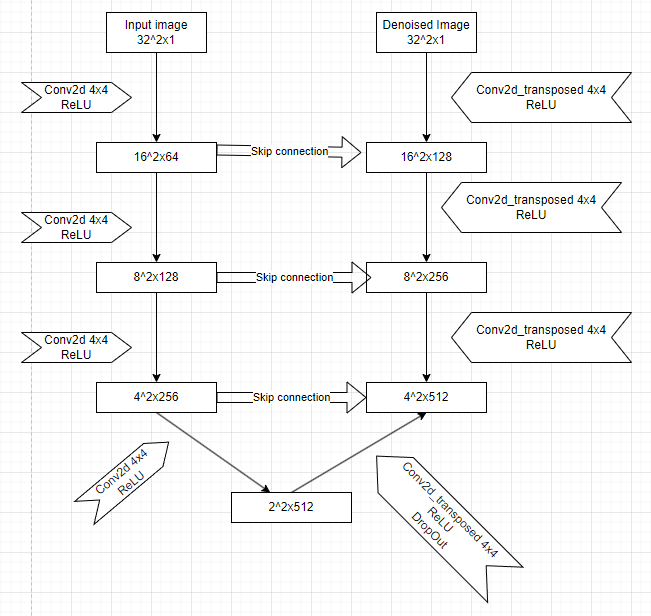 Input image
32^2x1
Denoised Image
32^2x1
Conv2d 4x4
ReLU
Conv2d_transposed 4x4
ReLU
16^2x64
Skip connection
16^2x128
Conv2d 4x4
ReLU
Conv2d_transposed 4x4
ReLU
8^2x128
Skip connection
8^2x256
Conv2d 4x4
ReLU
Conv2d_transposed 4x4
ReLU
4^2x256
Skip connection
4^2x512
Conv2d 4x4
ReLU
2^2x512
Conv2d_transposed 4x4
ReLU
DropOut